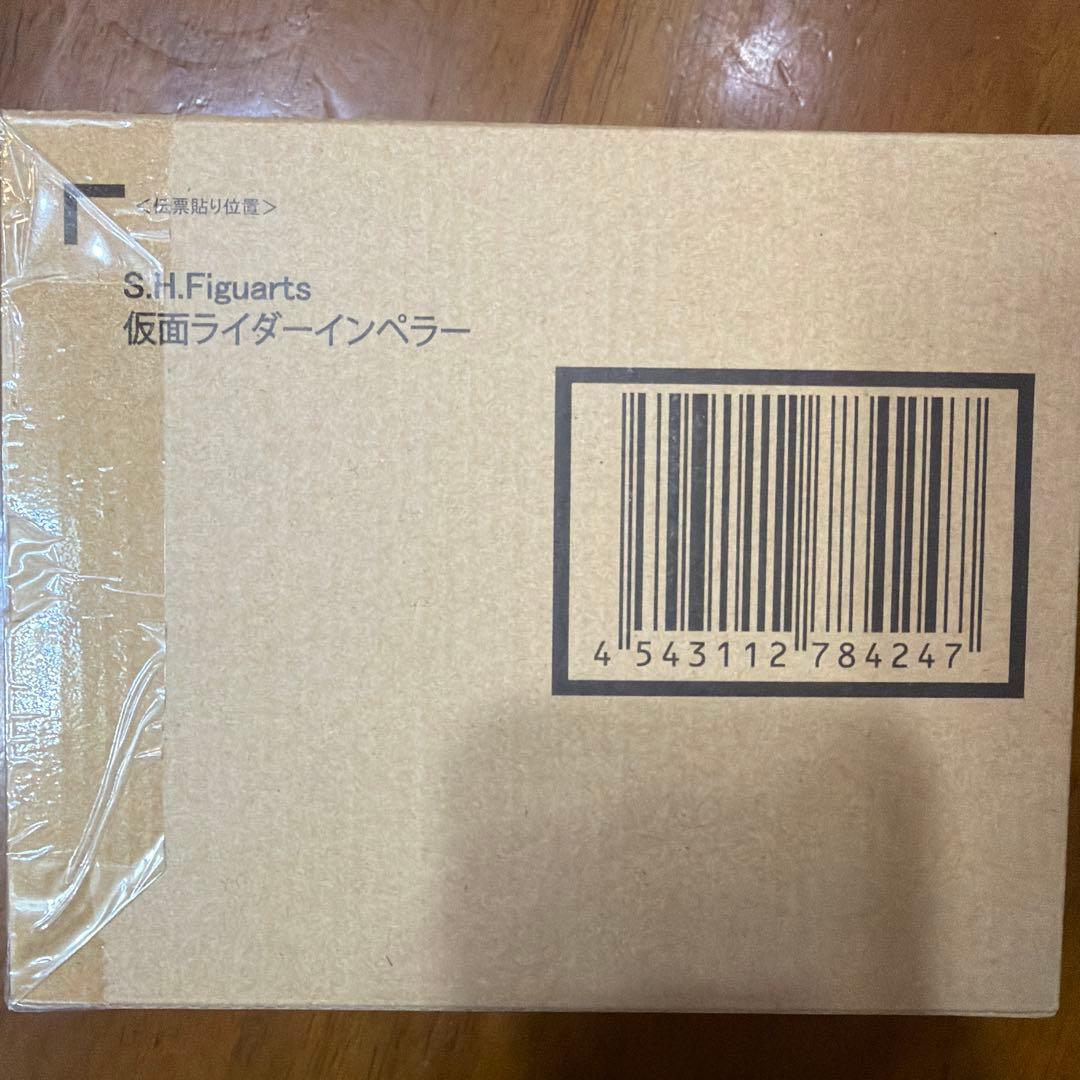 ＜伝票貼り位置＞
S.H.Figuarts
仮面ライダーインペラー
4 543112 784247